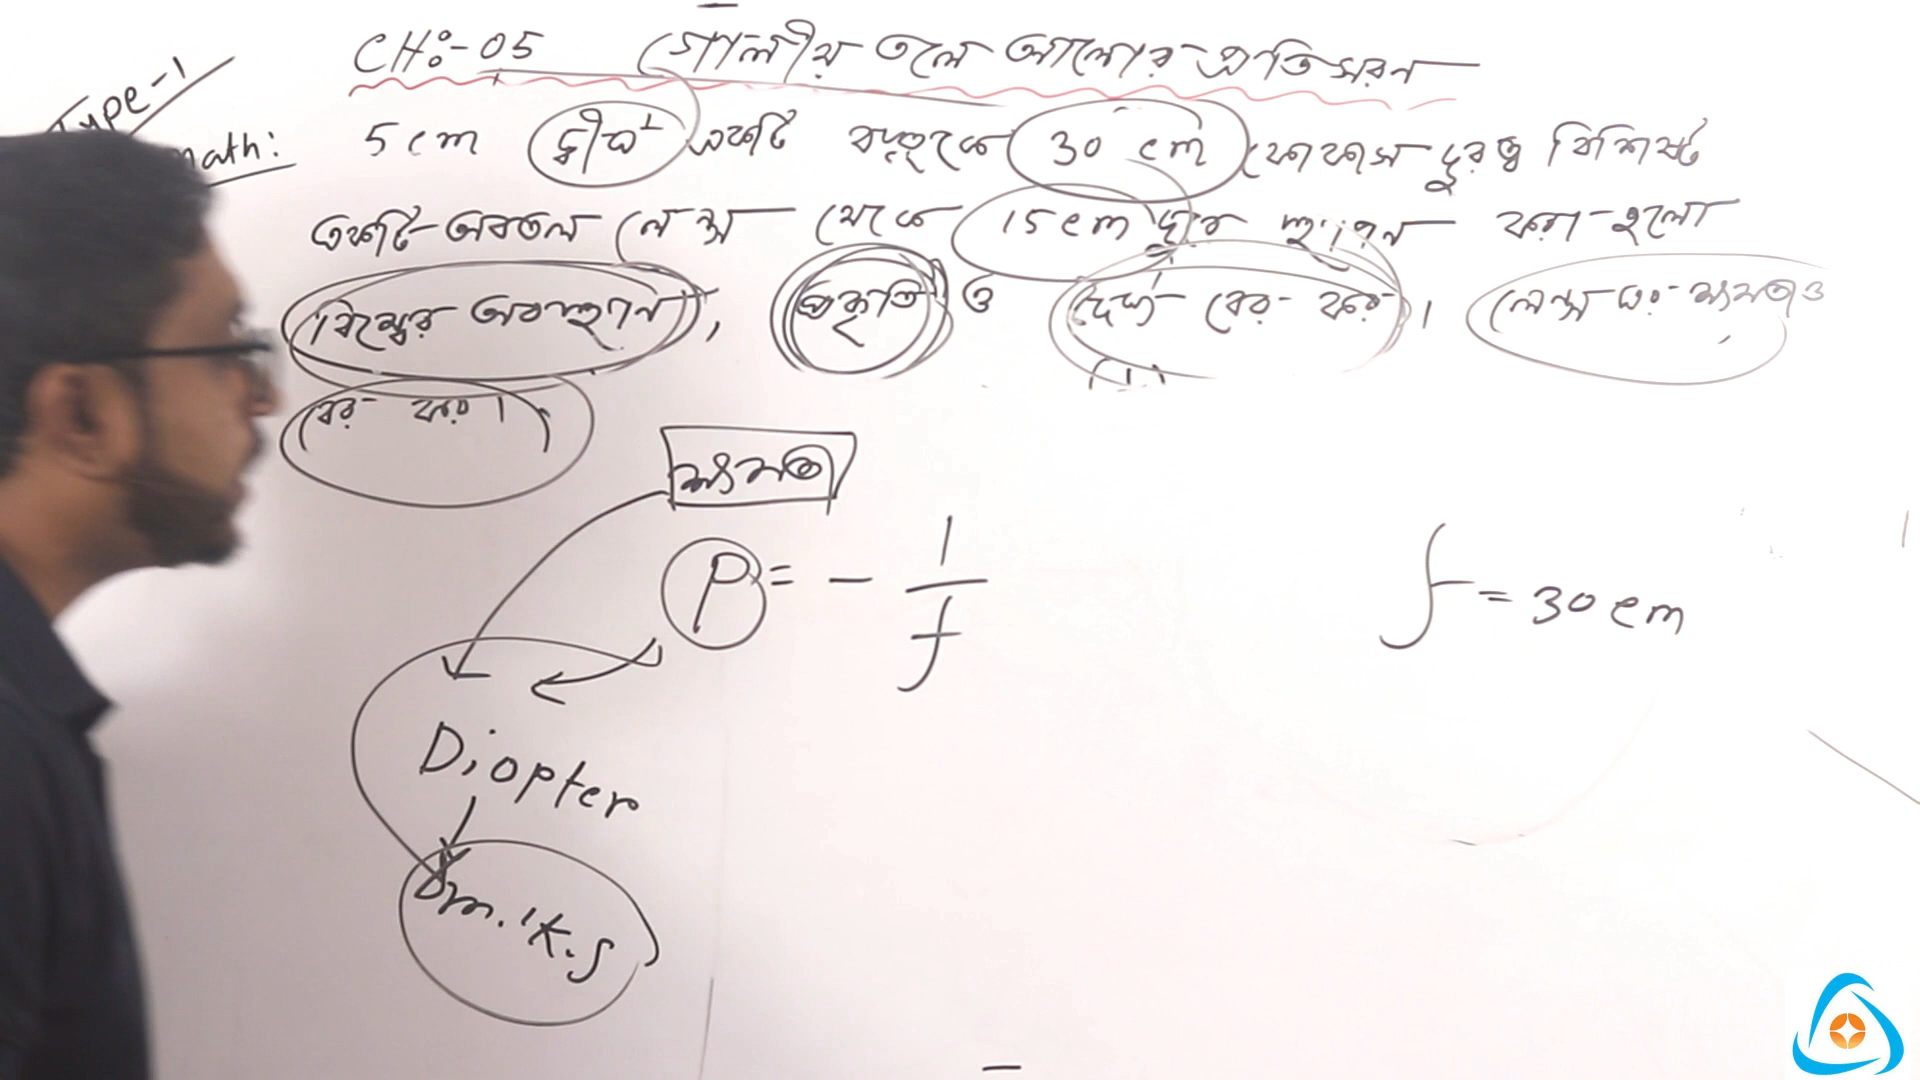 CH:-05 গোলীয় তলে আলোর প্রতিসরণ
Type-1
math: 5 cm দ্বীর্ঘ একটি বস্তুকে 30 cm ফোকাস দূরত্ব বিশিষ্ট
একটি অবতল লেন্স থেকে 15 cm দূরে স্থাপন করা হলো
বিম্বের অবস্থান, প্রকৃতি ও দৈর্ঘ্য বের কর। লেন্স এর ক্ষমতাও
বের কর।
ক্ষমতা
P = - 1/f
f = 30 cm
Diopter
m.k.s